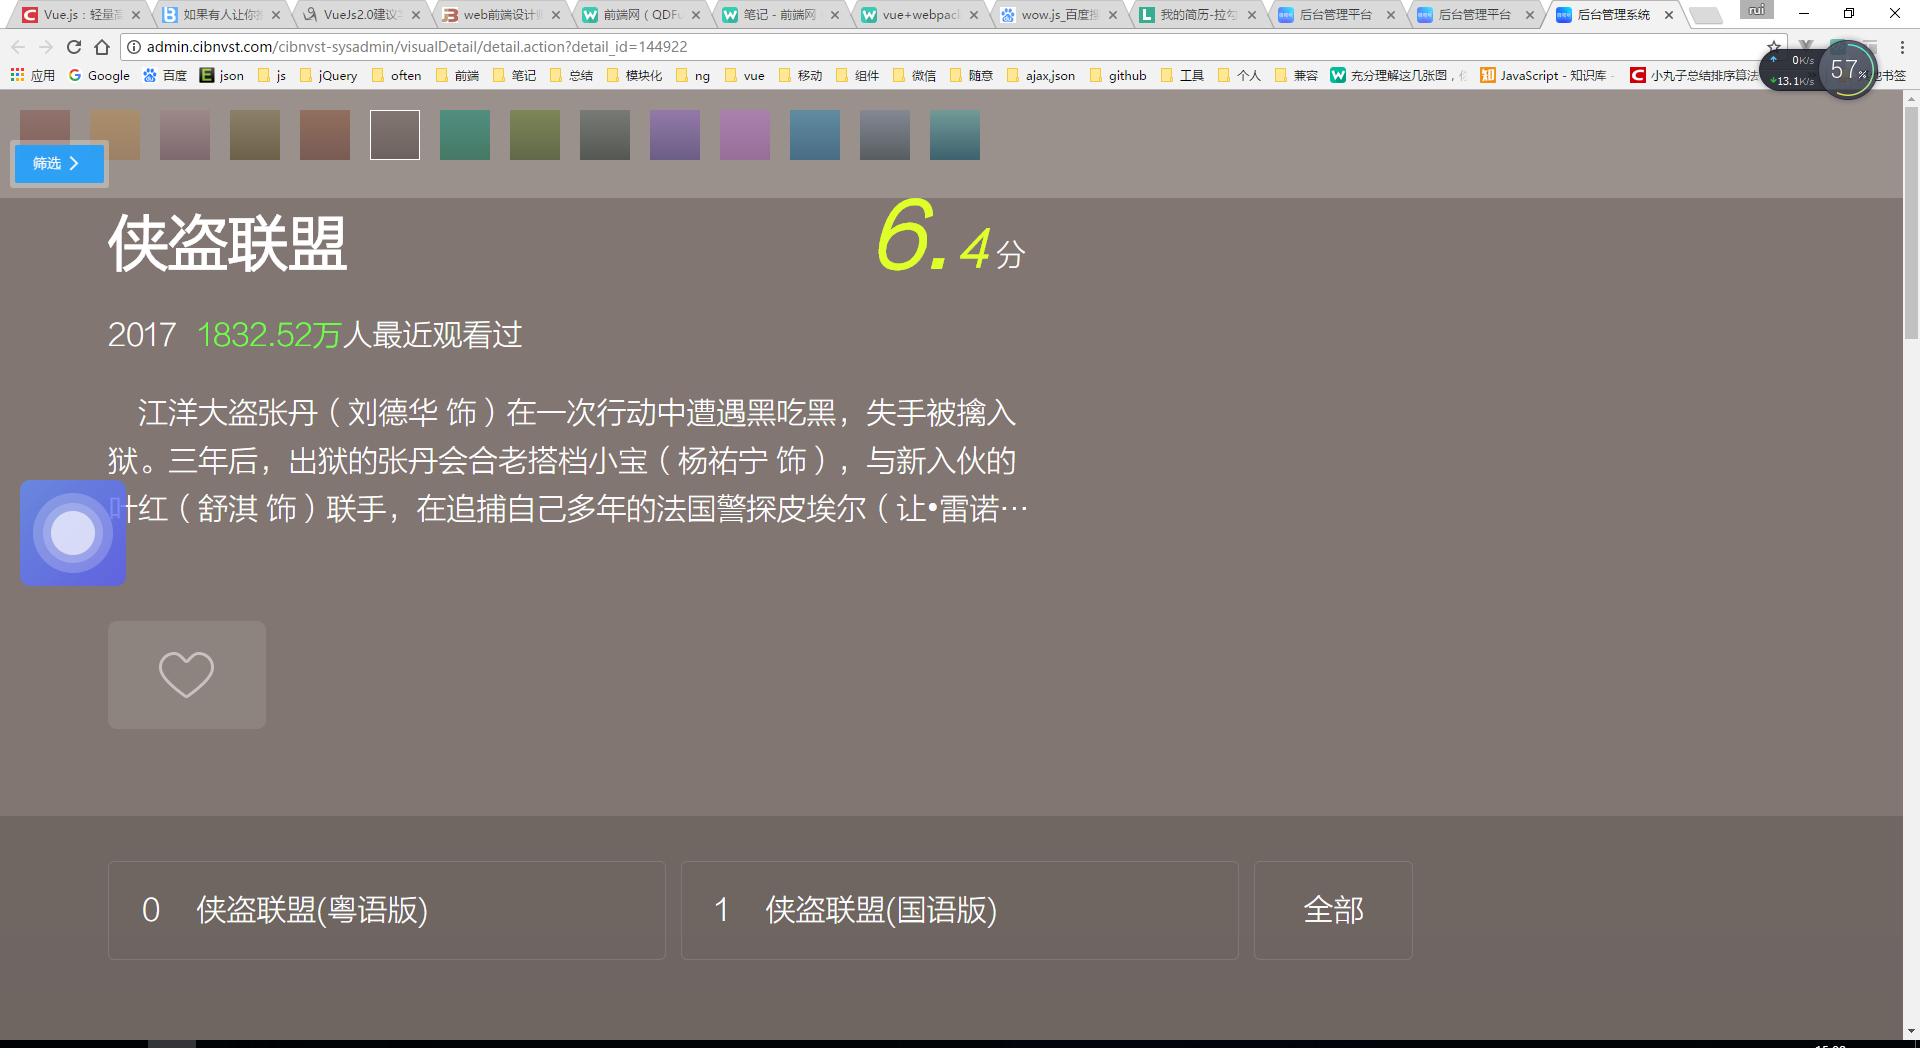 Vue.js：轻量高
如果有人让你推
VueJs2.0建议学
web前端设计师
前端网（QDFu
笔记 - 前端网
vue+webpack
wow.js_百度搜
我的简历-拉勾
后台管理平台
后台管理平台
后台管理系统
rui
admin.cibnvst.com/cibnvst-sysadmin/visualDetail/detail.action?detail_id=144922
应用 Google 百度 json js jQuery often 前端 笔记 总结 模块化 ng vue 移动 组件 微信 随意 ajax,json github 工具 个人 兼容 充分理解这几张图， JavaScript - 知识库 - 小丸子总结排序算法 书签
0K/s
13.1K/s
57%
筛选
侠盗联盟
6.4分
2017 1832.52万人最近观看过
江洋大盗张丹（刘德华 饰）在一次行动中遭遇黑吃黑，失手被擒入
狱。三年后，出狱的张丹会合老搭档小宝（杨祐宁 饰），与新入伙的
叶红（舒淇 饰）联手，在追捕自己多年的法国警探皮埃尔（让•雷诺…
0 侠盗联盟(粤语版)
1 侠盗联盟(国语版)
全部